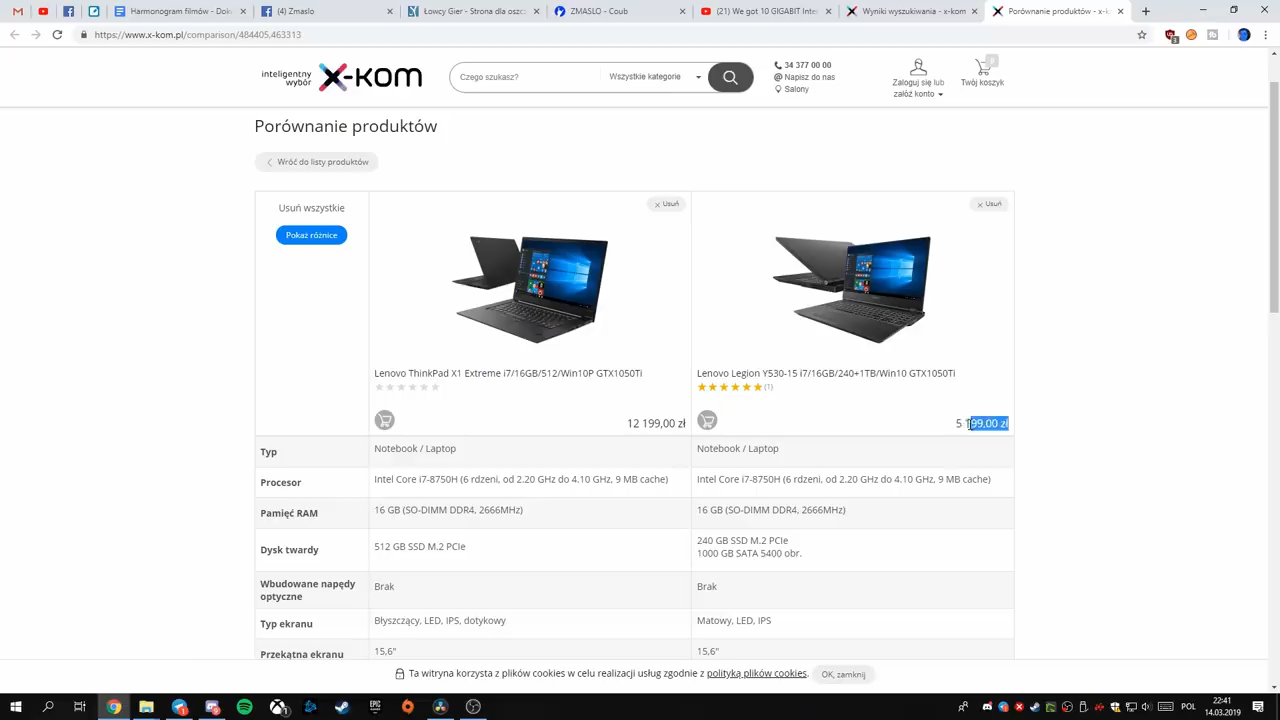 Harmonogram filmów - Dok
(4) Zmaslo
Łowcy Gier - Strona dla oszc
ZMASLO - Coub
(21) We got 10 GIGABIT Inte
Wyniki wyszukiwania - x-kom
Porównanie produktów - x-k
https://www.x-kom.pl/comparison/484405.463313
inteligentny
wybór
x-kom
Czego szukasz?
Wszystkie kategorie
34 377 00 00
Napisz do nas
Salony
Zaloguj się lub
załóż konto
0
Twój koszyk
Porównanie produktów
Wróć do listy produktów
Usuń wszystkie
Pokaż różnice
Usuń
Usuń
Lenovo ThinkPad X1 Extreme i7/16GB/512/Win10P GTX1050Ti
Lenovo Legion Y530-15 i7/16GB/240+1TB/Win10 GTX1050Ti
(1)
12 199,00 zł
5 199,00 zł
Typ
Notebook / Laptop
Notebook / Laptop
Procesor
Intel Core i7-8750H (6 rdzeni, od 2.20 GHz do 4.10 GHz, 9 MB cache)
Intel Core i7-8750H (6 rdzeni, od 2.20 GHz do 4.10 GHz, 9 MB cache)
Pamięć RAM
16 GB (SO-DIMM DDR4, 2666MHz)
16 GB (SO-DIMM DDR4, 2666MHz)
Dysk twardy
512 GB SSD M.2 PCIe
240 GB SSD M.2 PCIe
1000 GB SATA 5400 obr.
Wbudowane napędy
optyczne
Brak
Brak
Typ ekranu
Błyszczący, LED, IPS, dotykowy
Matowy, LED, IPS
Przekątna ekranu
15,6"
15,6"
Ta witryna korzysta z plików cookies w celu realizacji usług zgodnie z polityką plików cookies.
OK, zamknij
EPIC
POL
22:41
14.03.2019